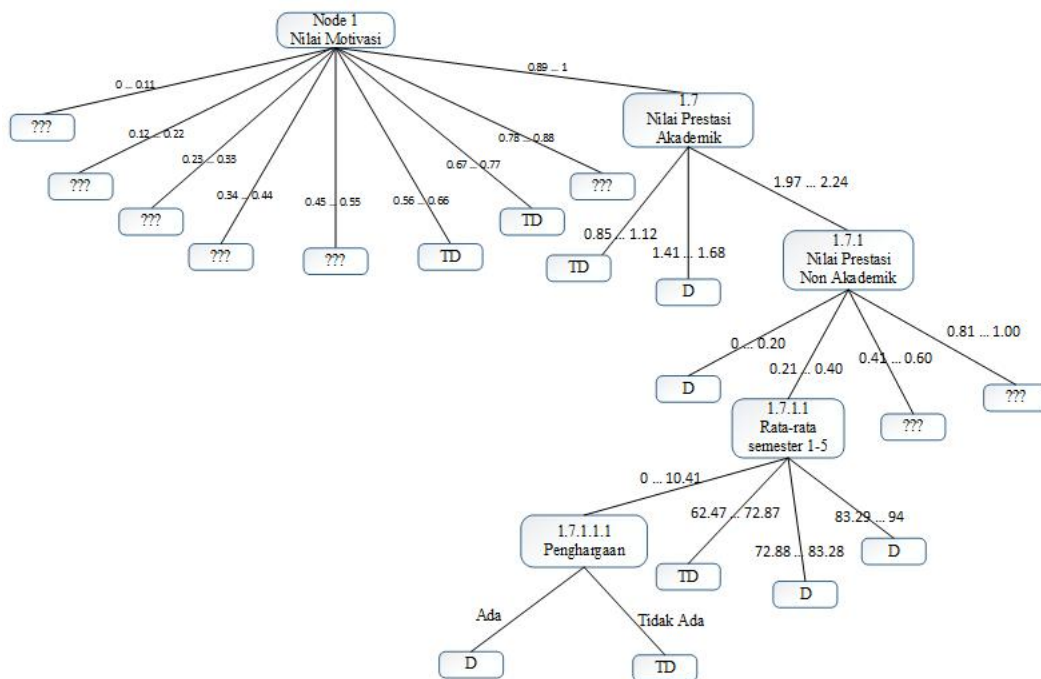 Node 1
Nilai Motivasi
0 ... 0.11
0.12 ... 0.22
0.23 ... 0.33
0.34 ... 0.44
0.45 ... 0.55
0.56 ... 0.66
0.67 ... 0.77
0.78 ... 0.88
0.89 ... 1
???
???
???
???
???
TD
TD
???
1.7
Nilai Prestasi
Akademik
0.85 ... 1.12
1.41 ... 1.68
1.97 ... 2.24
TD
D
1.7.1
Nilai Prestasi
Non Akademik
0 ... 0.20
0.21 ... 0.40
0.41 ... 0.60
0.81 ... 1.00
D
???
???
1.7.1.1
Rata-rata
semester 1-5
0 ... 10.41
62.47 ... 72.87
72.88 ... 83.28
83.29 ... 94
1.7.1.1.1
Penghargaan
TD
D
D
Ada
Tidak Ada
D
TD